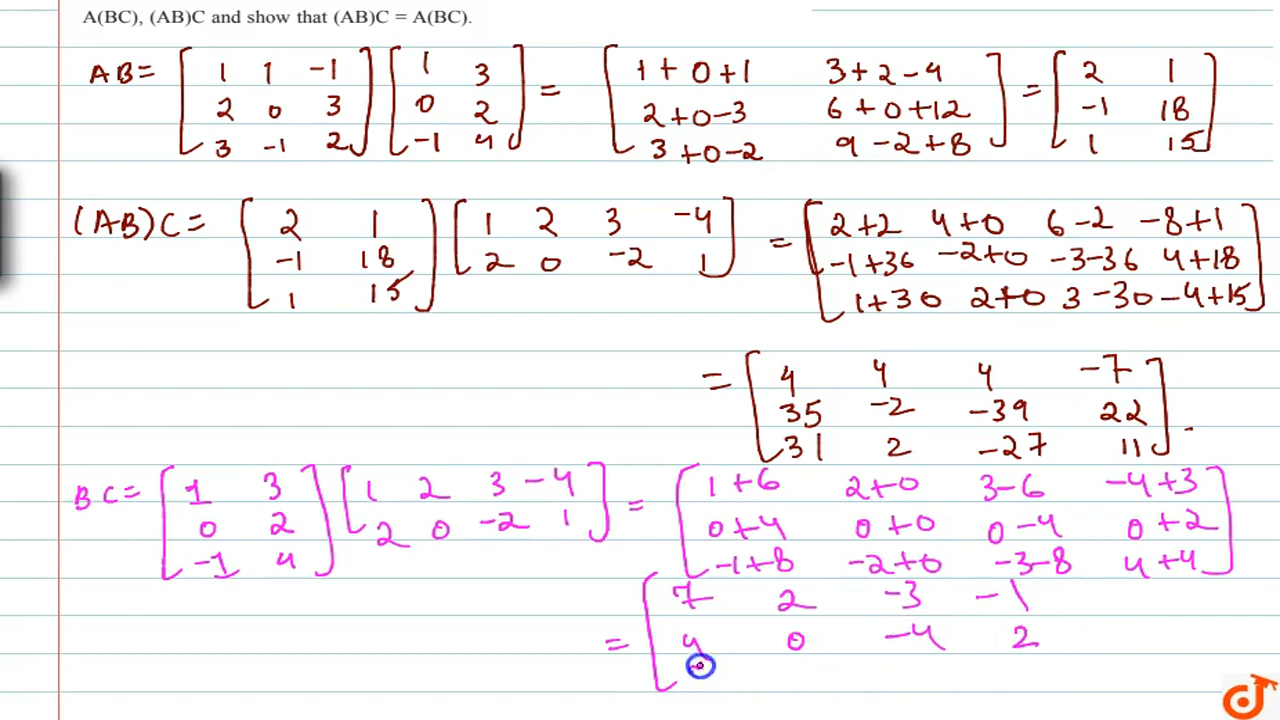 A(BC), (AB)C and show that (AB)C = A(BC).
AB= [ 1 1 -1 ] [ 1 3 ] = [ 1+0+1 3+2-4 ] = [ 2 1 ]
2 0 3 0 2 2+0-3 6+0+12 -1 18
3 -1 2 -1 4 3+0-2 9-2+8 1 15
(AB)C= [ 2 1 ] [ 1 2 3 -4 ] = [ 2+2 4+0 6-2 -8+1 ]
-1 18 2 0 -2 1 -1+36 -2+0 -3-36 4+18
1 15 1+30 2+0 3-30 -4+15
= [ 4 4 4 -7 ]
35 -2 -39 22
31 2 -27 11 .
BC= [ 1 3 ] [ 1 2 3 -4 ] = [ 1+6 2+0 3-6 -4+3 ]
0 2 2 0 -2 1 0+4 0+0 0-4 0+2
-1 4 -1+8 -2+0 -3-8 4+4
= [ 7 2 -3 -1
4 0 -4 2